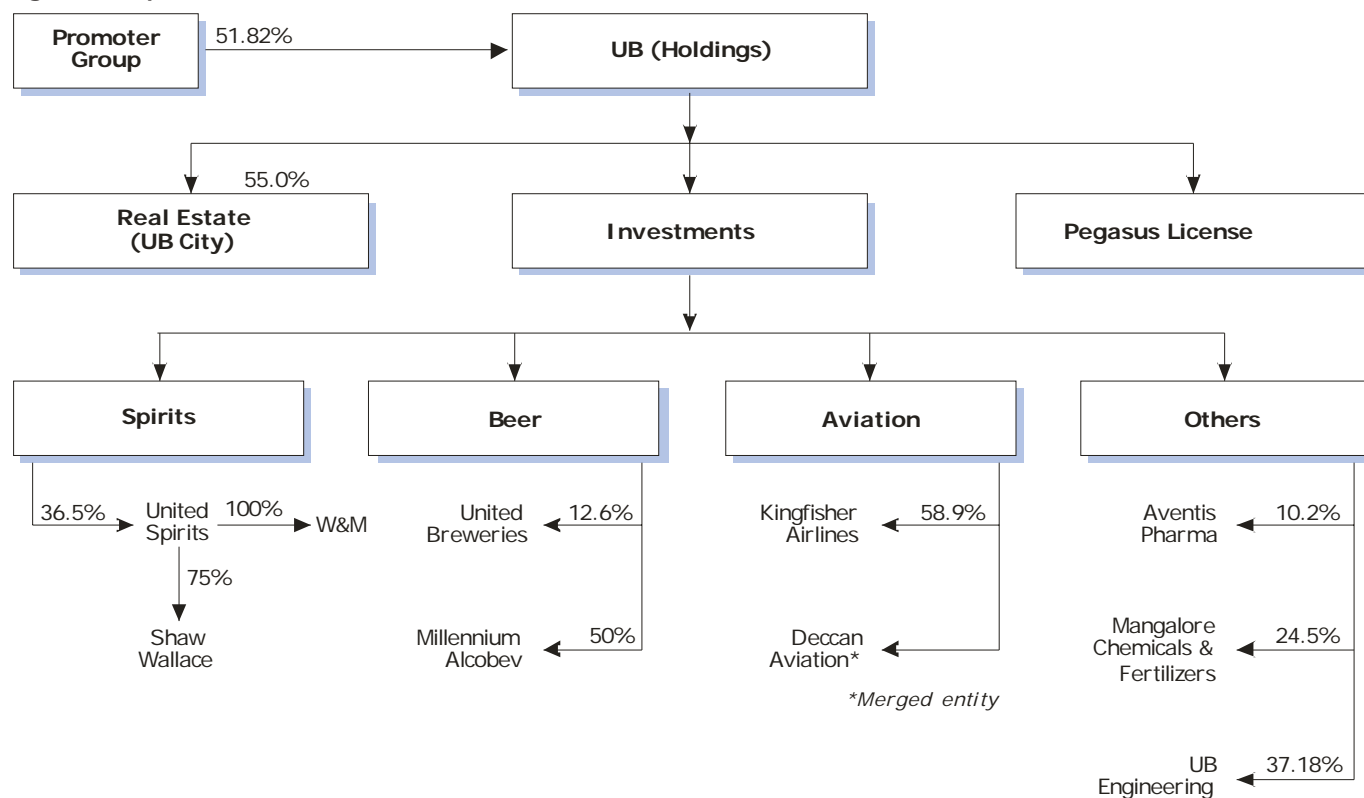 Promoter
Group
51.82%
UB (Holdings)
55.0%
Real Estate
(UB City)
Investments
Pegasus License
Spirits
Beer
Aviation
Others
36.5%
United
Spirits
100%
W&M
75%
Shaw
Wallace
United
Breweries
12.6%
Millennium
Alcobev
50%
Kingfisher
Airlines
58.9%
Deccan
Aviation*
*Merged entity
Aventis
Pharma
10.2%
Mangalore
Chemicals &
Fertilizers
24.5%
UB
Engineering
37.18%